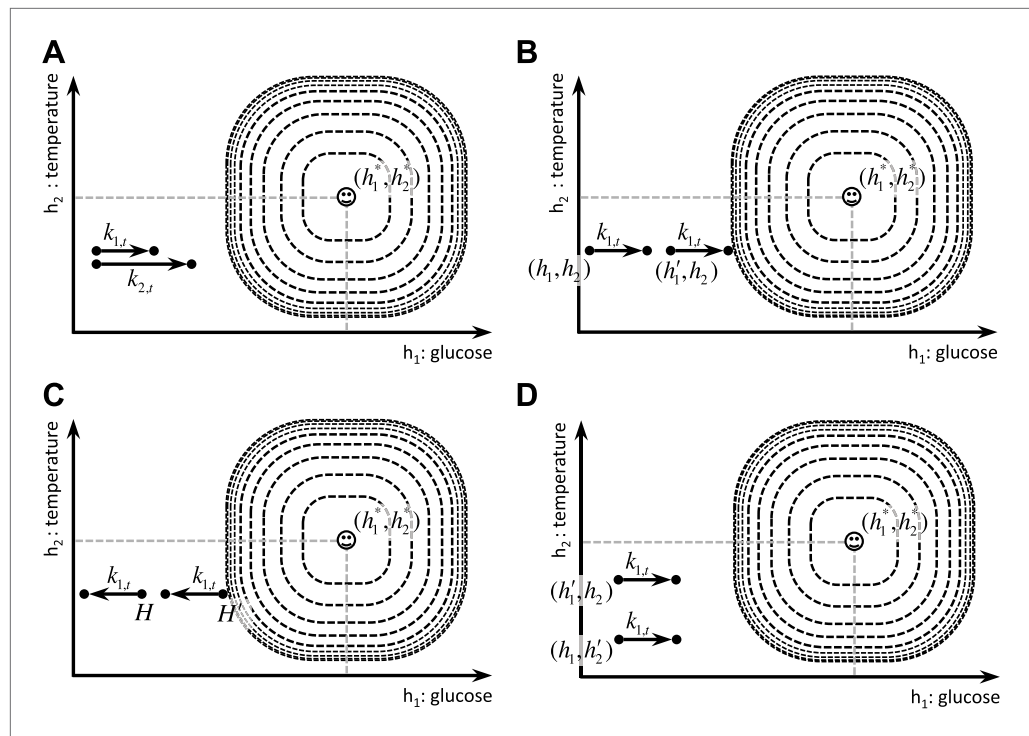 A
h₂ : temperature
(h₁*, h₂*)
k₁,ₜ
k₂,ₜ
h₁: glucose
B
h₂ : temperature
(h₁*, h₂*)
k₁,ₜ
k₁,ₜ
(h₁, h₂)
(h₁′, h₂)
h₁: glucose
C
h₂: temperature
(h₁*, h₂*)
k₁,ₜ
k₁,ₜ
H
H′
h₁: glucose
D
h₂: temperature
(h₁*, h₂*)
k₁,ₜ
(h₁′, h₂)
k₁,ₜ
(h₁, h₂′)
h₁: glucose